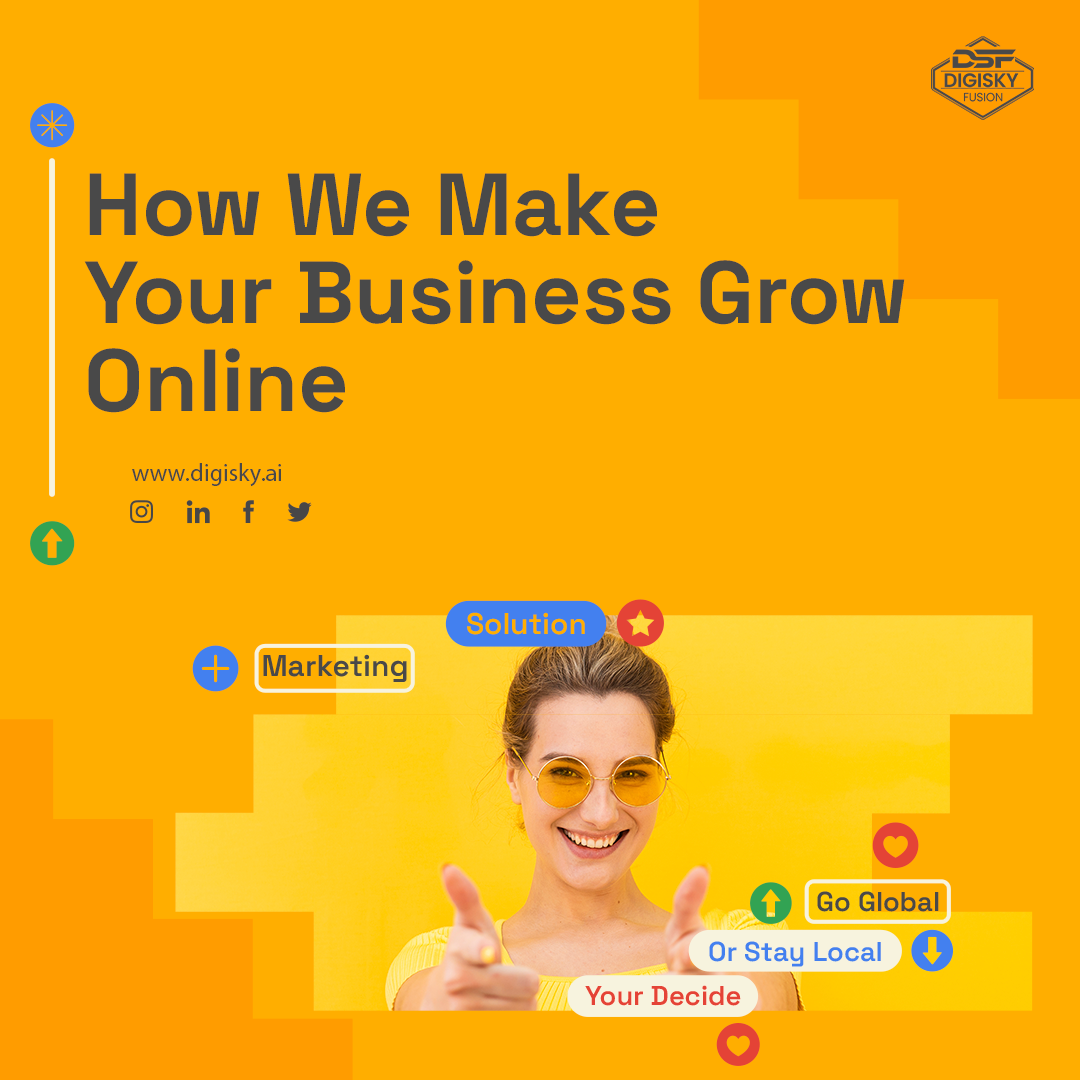 DSF
DIGISKY
FUSION
How We Make
Your Business Grow
Online
www.digisky.ai
Solution
Marketing
Go Global
Or Stay Local
Your Decide